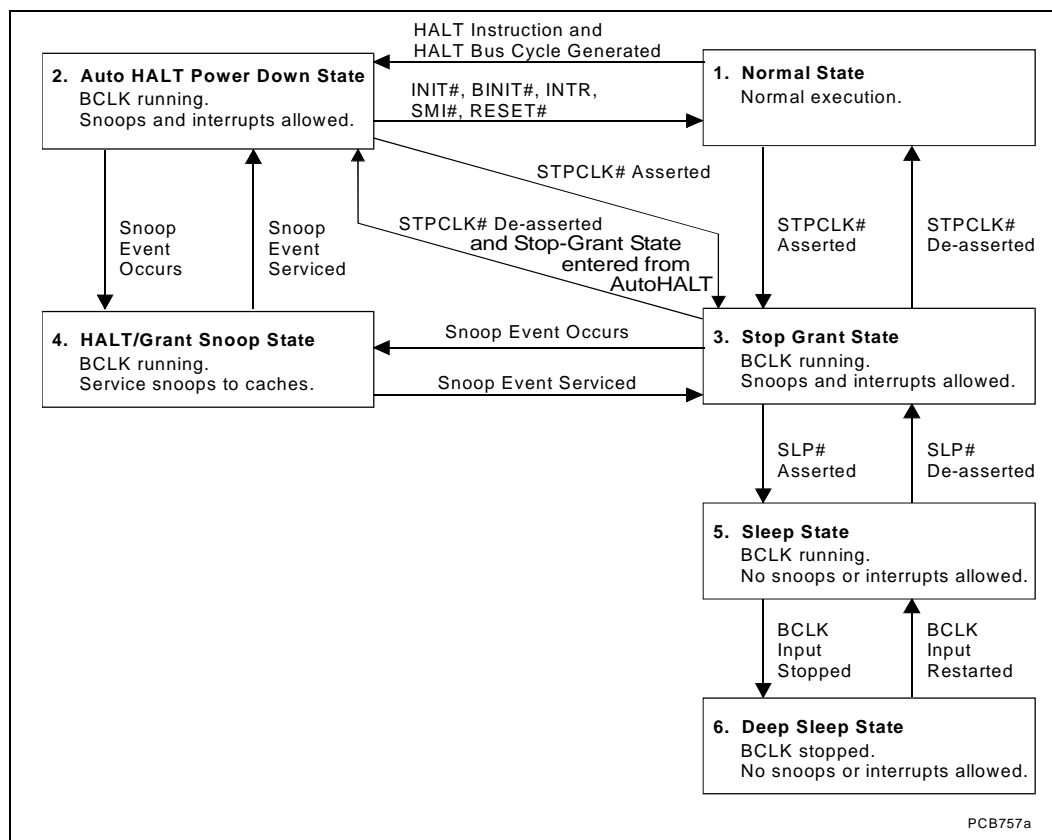 HALT Instruction and
HALT Bus Cycle Generated
2. Auto HALT Power Down State
BCLK running.
Snoops and interrupts allowed.
1. Normal State
Normal execution.
INIT#, BINIT#, INTR,
SMI#, RESET#
STPCLK# Asserted
STPCLK# De-asserted
and Stop-Grant State
entered from
AutoHALT
Snoop
Event
Occurs
Snoop
Event
Serviced
STPCLK#
Asserted
STPCLK#
De-asserted
4. HALT/Grant Snoop State
BCLK running.
Service snoops to caches.
Snoop Event Occurs
Snoop Event Serviced
3. Stop Grant State
BCLK running.
Snoops and interrupts allowed.
SLP#
Asserted
SLP#
De-asserted
5. Sleep State
BCLK running.
No snoops or interrupts allowed.
BCLK
Input
Stopped
BCLK
Input
Restarted
6. Deep Sleep State
BCLK stopped.
No snoops or interrupts allowed.
PCB757a